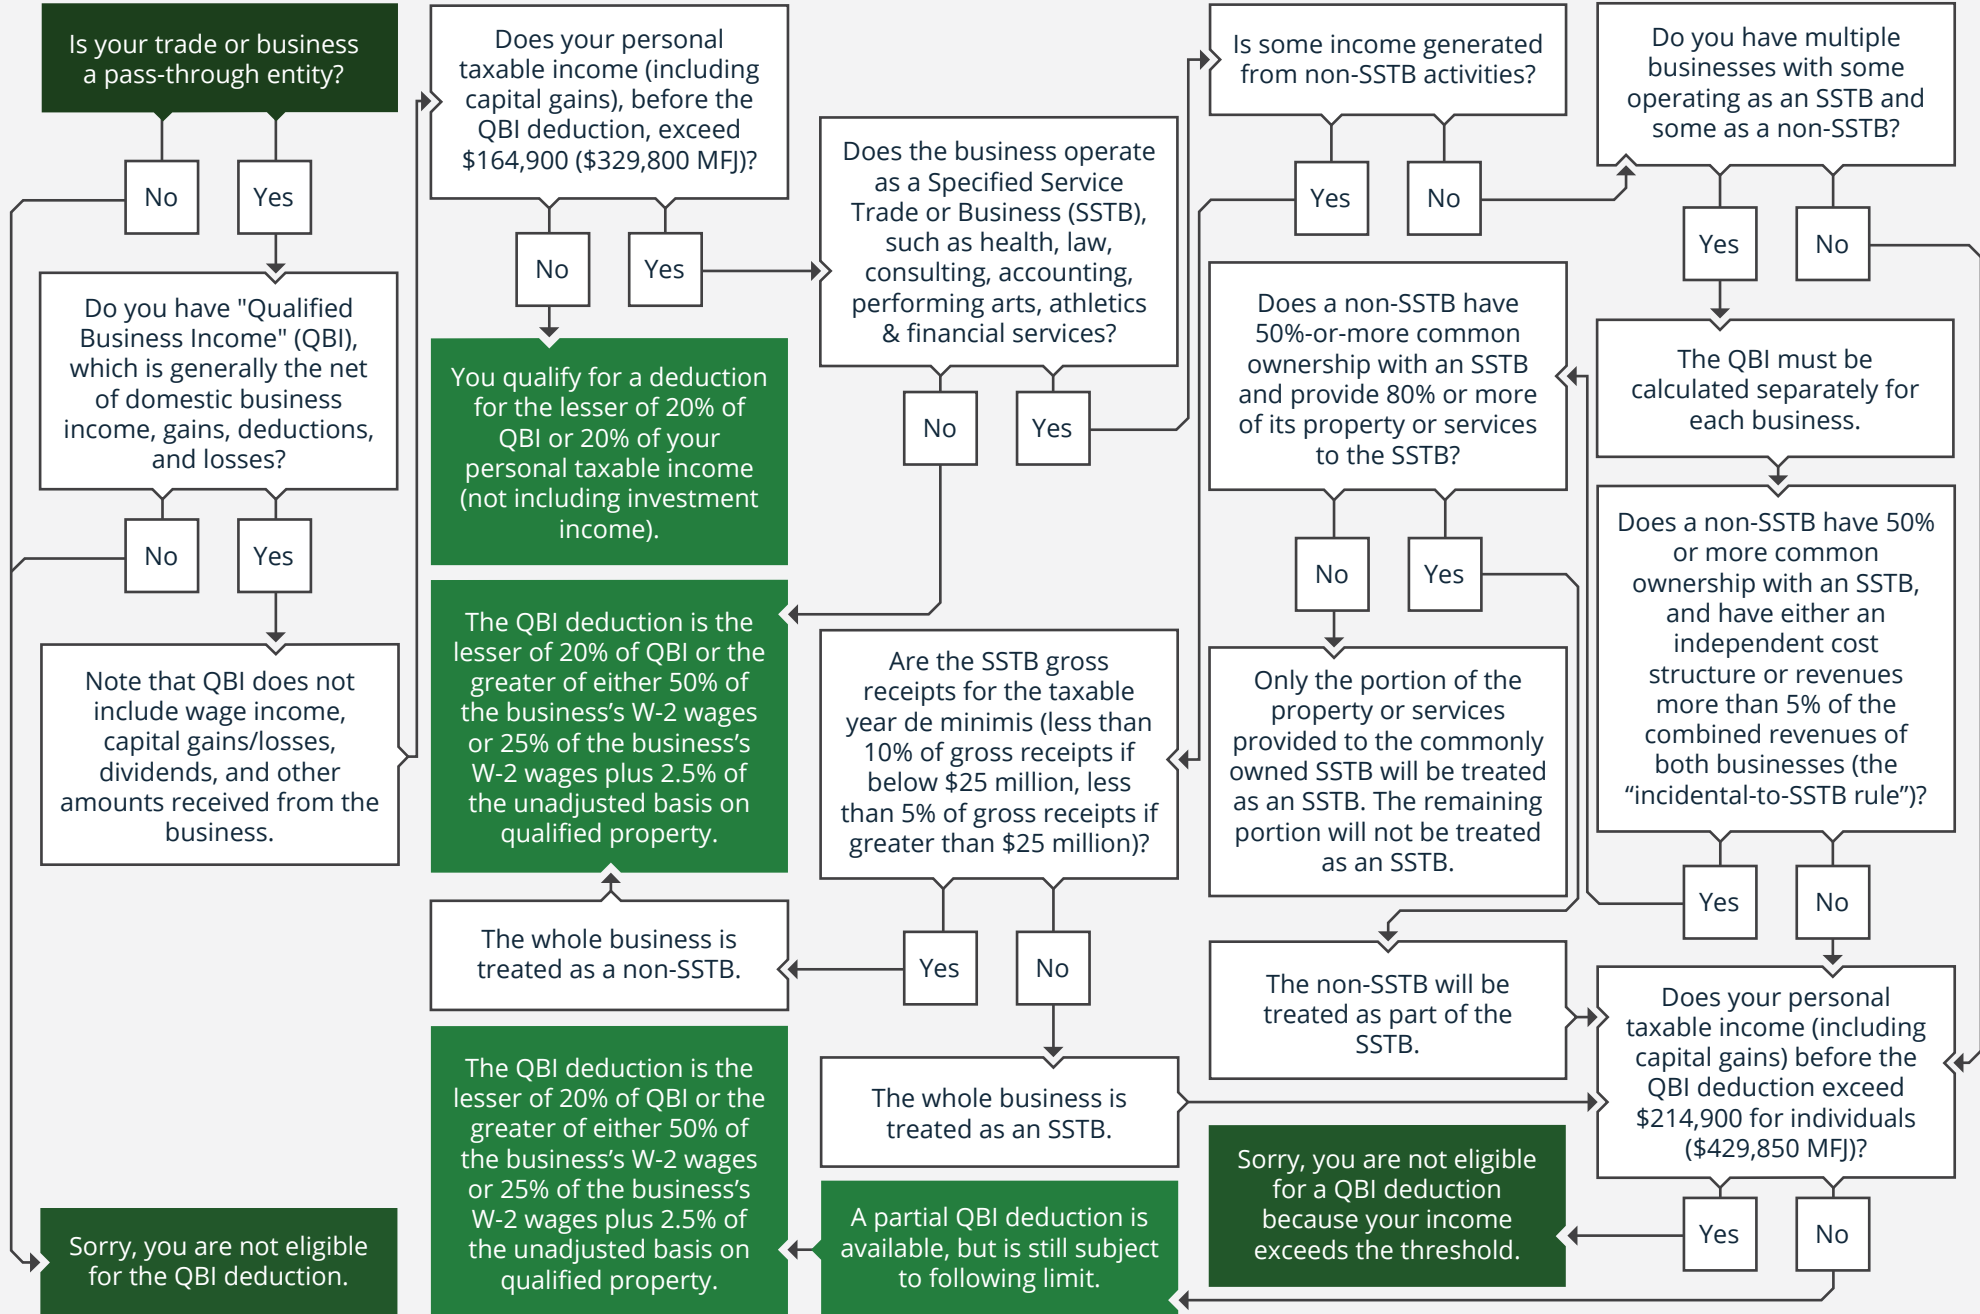 Is your trade or business
a pass-through entity?
No
Yes
Do you have "Qualified
Business Income" (QBI),
which is generally the net
of domestic business
income, gains, deductions,
and losses?
No
Yes
Note that QBI does not
include wage income,
capital gains/losses,
dividends, and other
amounts received from the
business.
Sorry, you are not eligible
for the QBI deduction.
Does your personal
taxable income (including
capital gains), before the
QBI deduction, exceed
$164,900 ($329,800 MFJ)?
No
Yes
You qualify for a deduction
for the lesser of 20% of
QBI or 20% of your
personal taxable income
(not including investment
income).
The QBI deduction is the
lesser of 20% of QBI or the
greater of either 50% of
the business’s W-2 wages
or 25% of the business’s
W-2 wages plus 2.5% of
the unadjusted basis on
qualified property.
The whole business is
treated as a non-SSTB.
The QBI deduction is the
lesser of 20% of QBI or the
greater of either 50% of
the business’s W-2 wages
or 25% of the business’s
W-2 wages plus 2.5% of
the unadjusted basis on
qualified property.
Does the business operate
as a Specified Service
Trade or Business (SSTB),
such as health, law,
consulting, accounting,
performing arts, athletics
& financial services?
No
Yes
Are the SSTB gross
receipts for the taxable
year de minimis (less than
10% of gross receipts if
below $25 million, less
than 5% of gross receipts if
greater than $25 million)?
Yes
No
The whole business is
treated as an SSTB.
A partial QBI deduction is
available, but is still subject
to following limit.
Is some income generated
from non-SSTB activities?
Yes
No
Does a non-SSTB have
50%-or-more common
ownership with an SSTB
and provide 80% or more
of its property or services
to the SSTB?
No
Yes
Only the portion of the
property or services
provided to the commonly
owned SSTB will be treated
as an SSTB. The remaining
portion will not be treated
as an SSTB.
The non-SSTB will be
treated as part of the
SSTB.
Sorry, you are not eligible
for a QBI deduction
because your income
exceeds the threshold.
Do you have multiple
businesses with some
operating as an SSTB and
some as a non-SSTB?
Yes
No
The QBI must be
calculated separately for
each business.
Does a non-SSTB have 50%
or more common
ownership with an SSTB,
and have either an
independent cost
structure or revenues
more than 5% of the
combined revenues of
both businesses (the
“incidental-to-SSTB rule”)?
Yes
No
Does your personal
taxable income (including
capital gains) before the
QBI deduction exceed
$214,900 for individuals
($429,850 MFJ)?
Yes
No